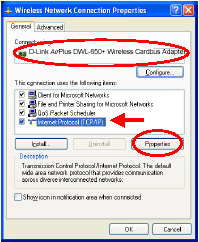 Wireless Network Connection Properties
General Advanced
Connect
D-Link AirPlus DWL-650+ Wireless Cardbus Adapter
Configure...
This connection uses the following items:
Client for Microsoft Networks
File and Printer Sharing for Microsoft Networks
QoS Packet Scheduler
Internet Protocol (TCP/IP)
Install...
Uninstall
Properties
Description
Transmission Control Protocol/Internet Protocol. The default
wide area network protocol that provides communication
across diverse interconnected networks.
Show icon in notification area when connected
OK Cancel